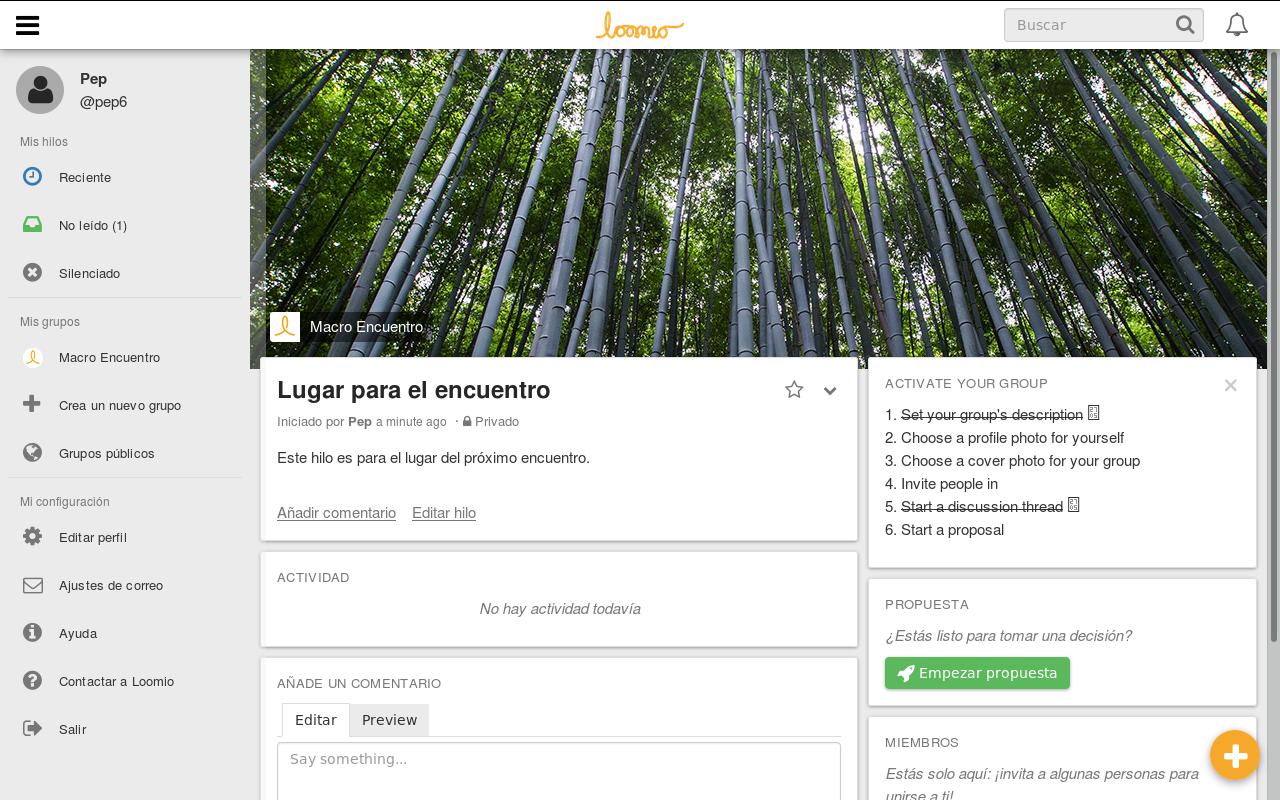 loomio
Buscar
Pep
@pep6
Mis hilos
Reciente
No leído (1)
Silenciado
Mis grupos
Macro Encuentro
Crea un nuevo grupo
Grupos públicos
Mi configuración
Editar perfil
Ajustes de correo
Ayuda
Contactar a Loomio
Salir
Macro Encuentro
Lugar para el encuentro
Iniciado por Pep a minute ago · Privado
Este hilo es para el lugar del próximo encuentro.
Añadir comentario Editar hilo
ACTIVIDAD
No hay actividad todavía
AÑADE UN COMENTARIO
Editar Preview
Say something...
ACTIVATE YOUR GROUP
1. Set your group's description
2. Choose a profile photo for yourself
3. Choose a cover photo for your group
4. Invite people in
5. Start a discussion thread
6. Start a proposal
PROPUESTA
¿Estás listo para tomar una decisión?
Empezar propuesta
MIEMBROS
Estás solo aquí: ¡invita a algunas personas para
unirse a ti!